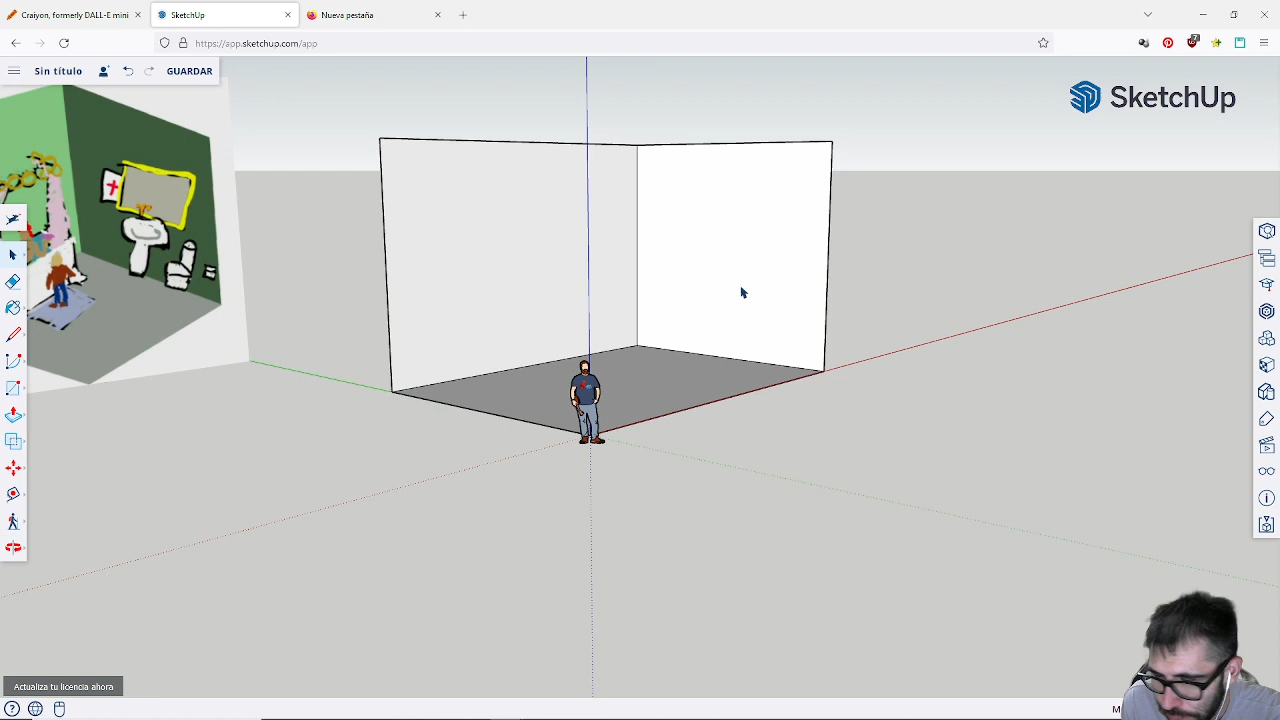 Craiyon, formerly DALL-E mini
SketchUp
Nueva pestaña
https://app.sketchup.com/app
Sin título
GUARDAR
SketchUp
Actualiza tu licencia ahora